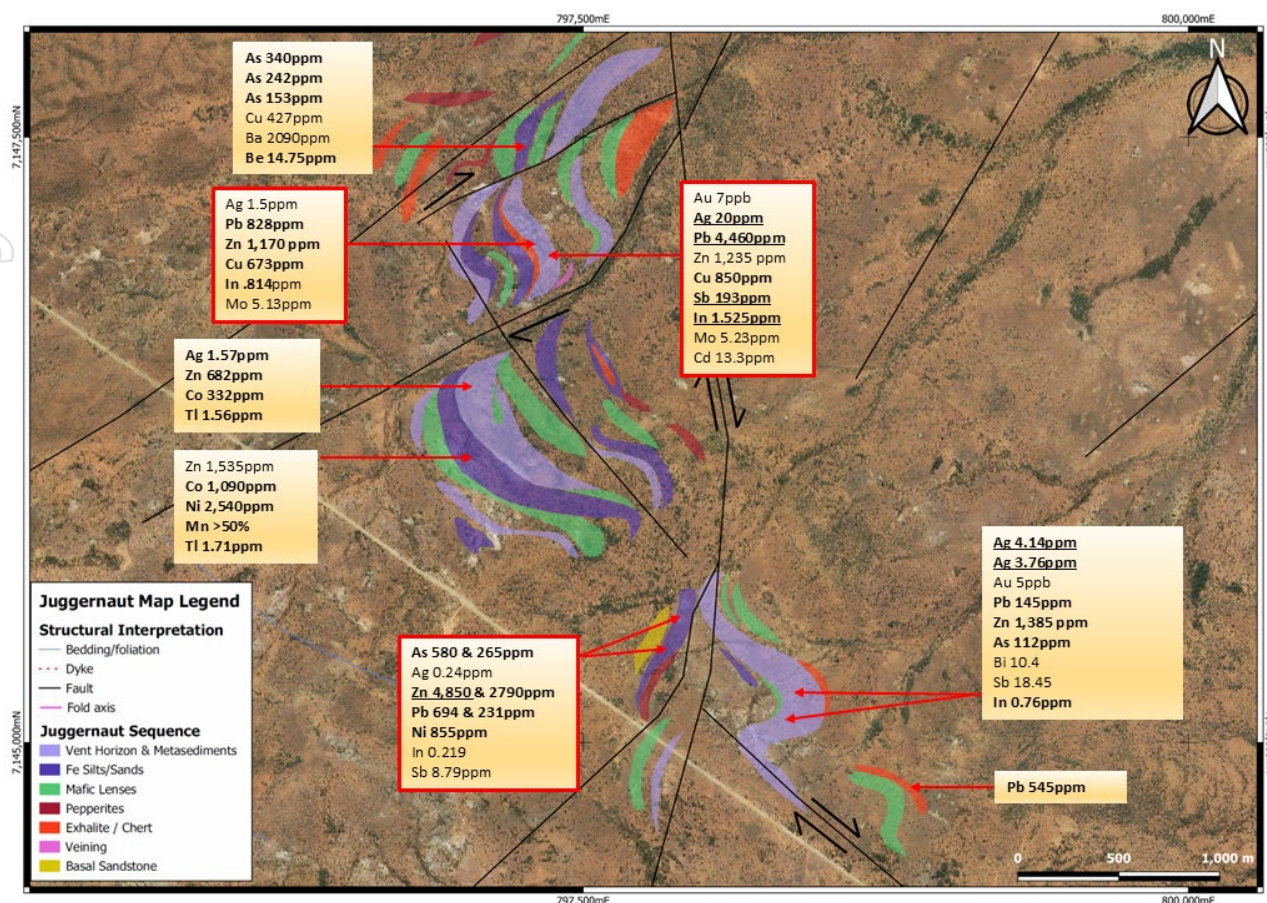 797,500mE
800,000mE
7,147,500mN
N
As 340ppm
As 242ppm
As 153ppm
Cu 427ppm
Ba 2090ppm
Be 14.75ppm
Ag 1.5ppm
Pb 828ppm
Zn 1,170 ppm
Cu 673ppm
In .814ppm
Mo 5.13ppm
Au 7ppb
Ag 20ppm
Pb 4,460ppm
Zn 1,235 ppm
Cu 850ppm
Sb 193ppm
In 1.525ppm
Mo 5.23ppm
Cd 13.3ppm
Ag 1.57ppm
Zn 682ppm
Co 332ppm
Tl 1.56ppm
Zn 1,535ppm
Co 1,090ppm
Ni 2,540ppm
Mn >50%
Tl 1.71ppm
Ag 4.14ppm
Ag 3.76ppm
Au 5ppb
Pb 145ppm
Zn 1,385 ppm
As 112ppm
Bi 10.4
Sb 18.45
In 0.76ppm
As 580 & 265ppm
Ag 0.24ppm
Zn 4,850 & 2790ppm
Pb 694 & 231ppm
Ni 855ppm
In 0.219
Sb 8.79ppm
Pb 545ppm
7,145,000mN
Juggernaut Map Legend
Structural Interpretation
Bedding/foliation
Dyke
Fault
Fold axis
Juggernaut Sequence
Vent Horizon & Metasediments
Fe Silts/Sands
Mafic Lenses
Pepperites
Exhalite / Chert
Veining
Basal Sandstone
0 500 1,000 m
797,500mE
800,000mE